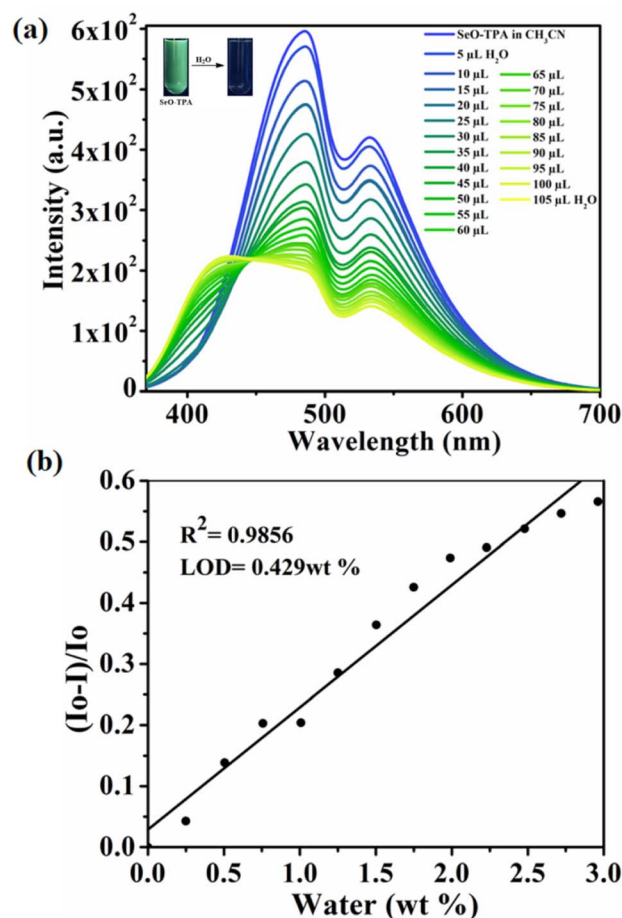 (a)
SeO-TPA in CH₃CN
5 µL H₂O
10 µL
15 µL
20 µL
25 µL
30 µL
35 µL
40 µL
45 µL
50 µL
55 µL
60 µL
65 µL
70 µL
75 µL
80 µL
85 µL
90 µL
95 µL
100 µL
105 µL H₂O
H₂O
SeO-TPA
6x10²
5x10²
4x10²
3x10²
2x10²
1x10²
0
Intensity (a.u.)
400 500 600 700
Wavelength (nm)
(b)
R²= 0.9856
LOD= 0.429wt %
0.6
0.5
0.4
0.3
0.2
0.1
0.0
(Io-I)/Io
0.0 0.5 1.0 1.5 2.0 2.5 3.0
Water (wt %)